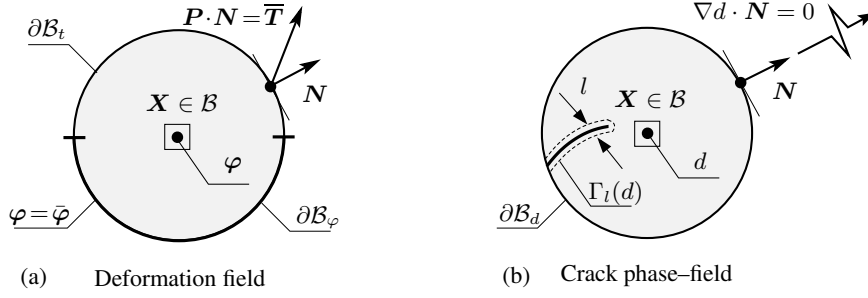 P · N = T̅
∂ℬ_t
N
X ∈ ℬ
φ
φ = φ̄
∂ℬ_φ
(a) Deformation field
∇d · N = 0
l
X ∈ ℬ
N
d
Γ_l(d)
∂ℬ_d
(b) Crack phase–field